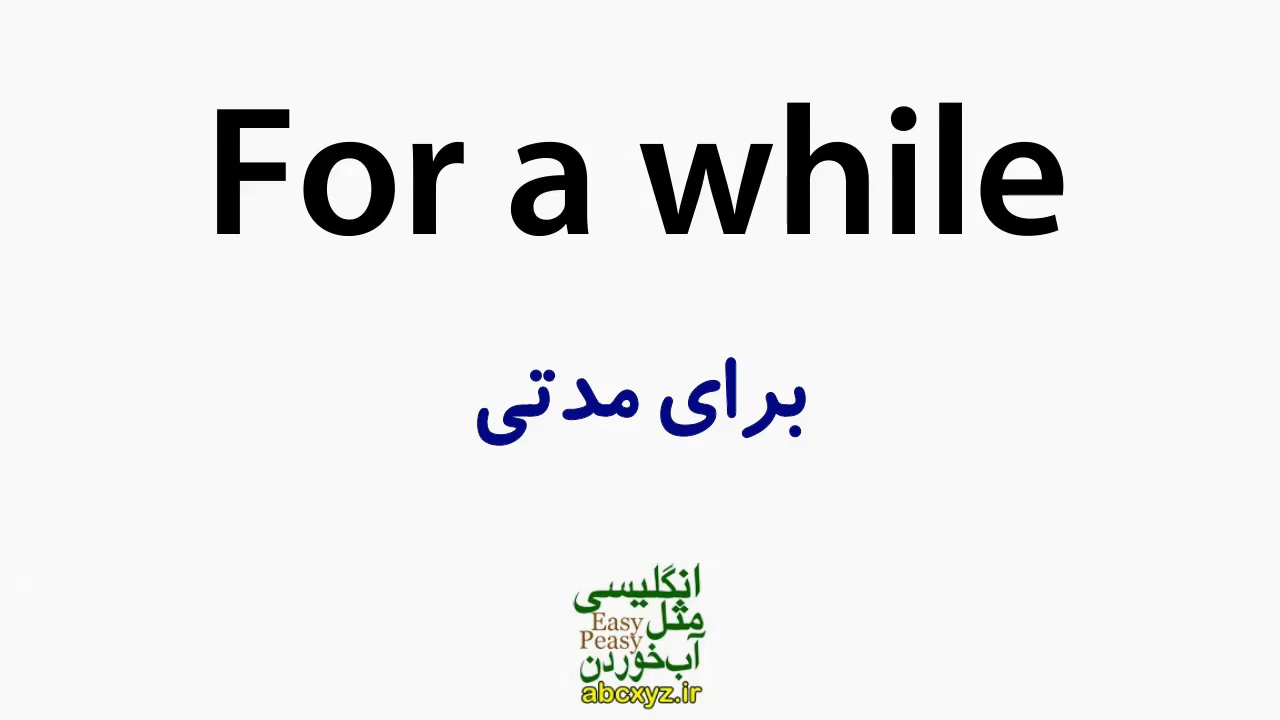 For a while
برای مدتی
انگلیسی
مثل Easy
Peasy
آب‌خوردن
abcxyz.ir